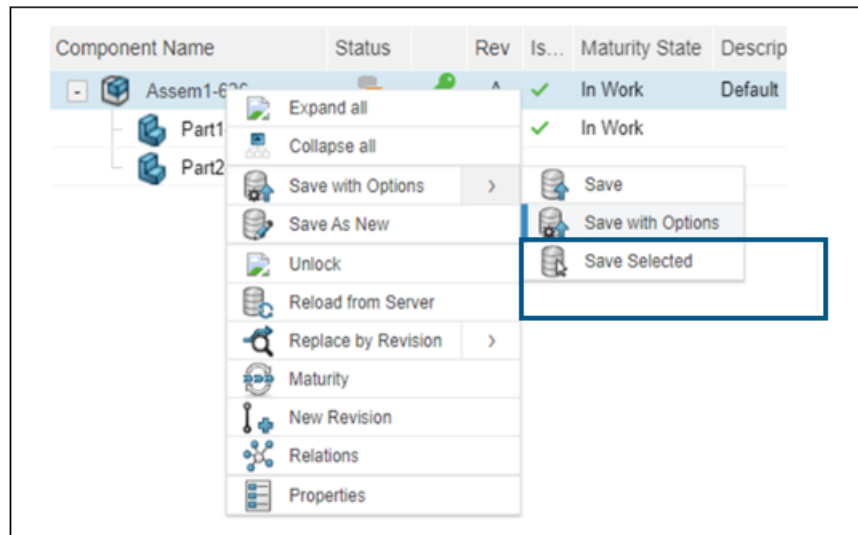 Component Name Status Rev Is... Maturity State Descrip
Assem1-626 In Work Default
Expand all
Part1 In Work
Collapse all
Part2
Save with Options > Save
Save As New Save with Options
Unlock Save Selected
Reload from Server
Replace by Revision >
Maturity
New Revision
Relations
Properties